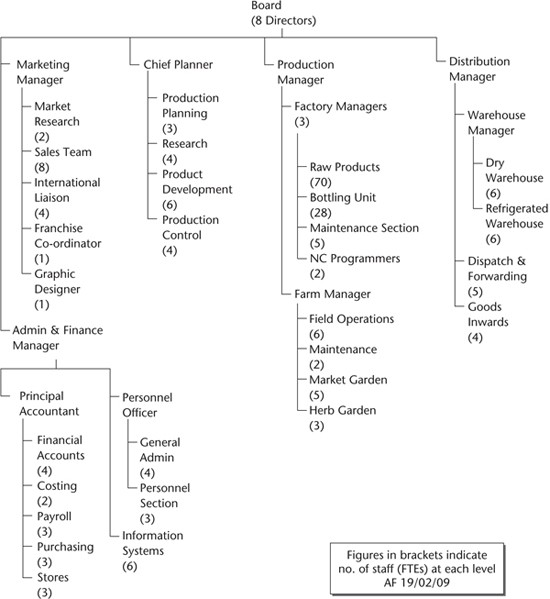 Board
(8 Directors)
Marketing
Manager
Market
Research
(2)
Sales Team
(8)
International
Liaison
(4)
Franchise
Co-ordinator
(1)
Graphic
Designer
(1)
Chief Planner
Production
Planning
(3)
Research
(4)
Product
Development
(6)
Production
Control
(4)
Production
Manager
Factory Managers
(3)
Raw Products
(70)
Bottling Unit
(28)
Maintenance Section
(5)
NC Programmers
(2)
Farm Manager
Field Operations
(6)
Maintenance
(2)
Market Garden
(5)
Herb Garden
(3)
Distribution
Manager
Warehouse
Manager
Dry
Warehouse
(6)
Refrigerated
Warehouse
(6)
Dispatch &
Forwarding
(5)
Goods
Inwards
(4)
Admin & Finance
Manager
Principal
Accountant
Financial
Accounts
(4)
Costing
(2)
Payroll
(3)
Purchasing
(3)
Stores
(3)
Personnel
Officer
General
Admin
(4)
Personnel
Section
(3)
Information
Systems
(6)
Figures in brackets indicate
no. of staff (FTEs) at each level
AF 19/02/09